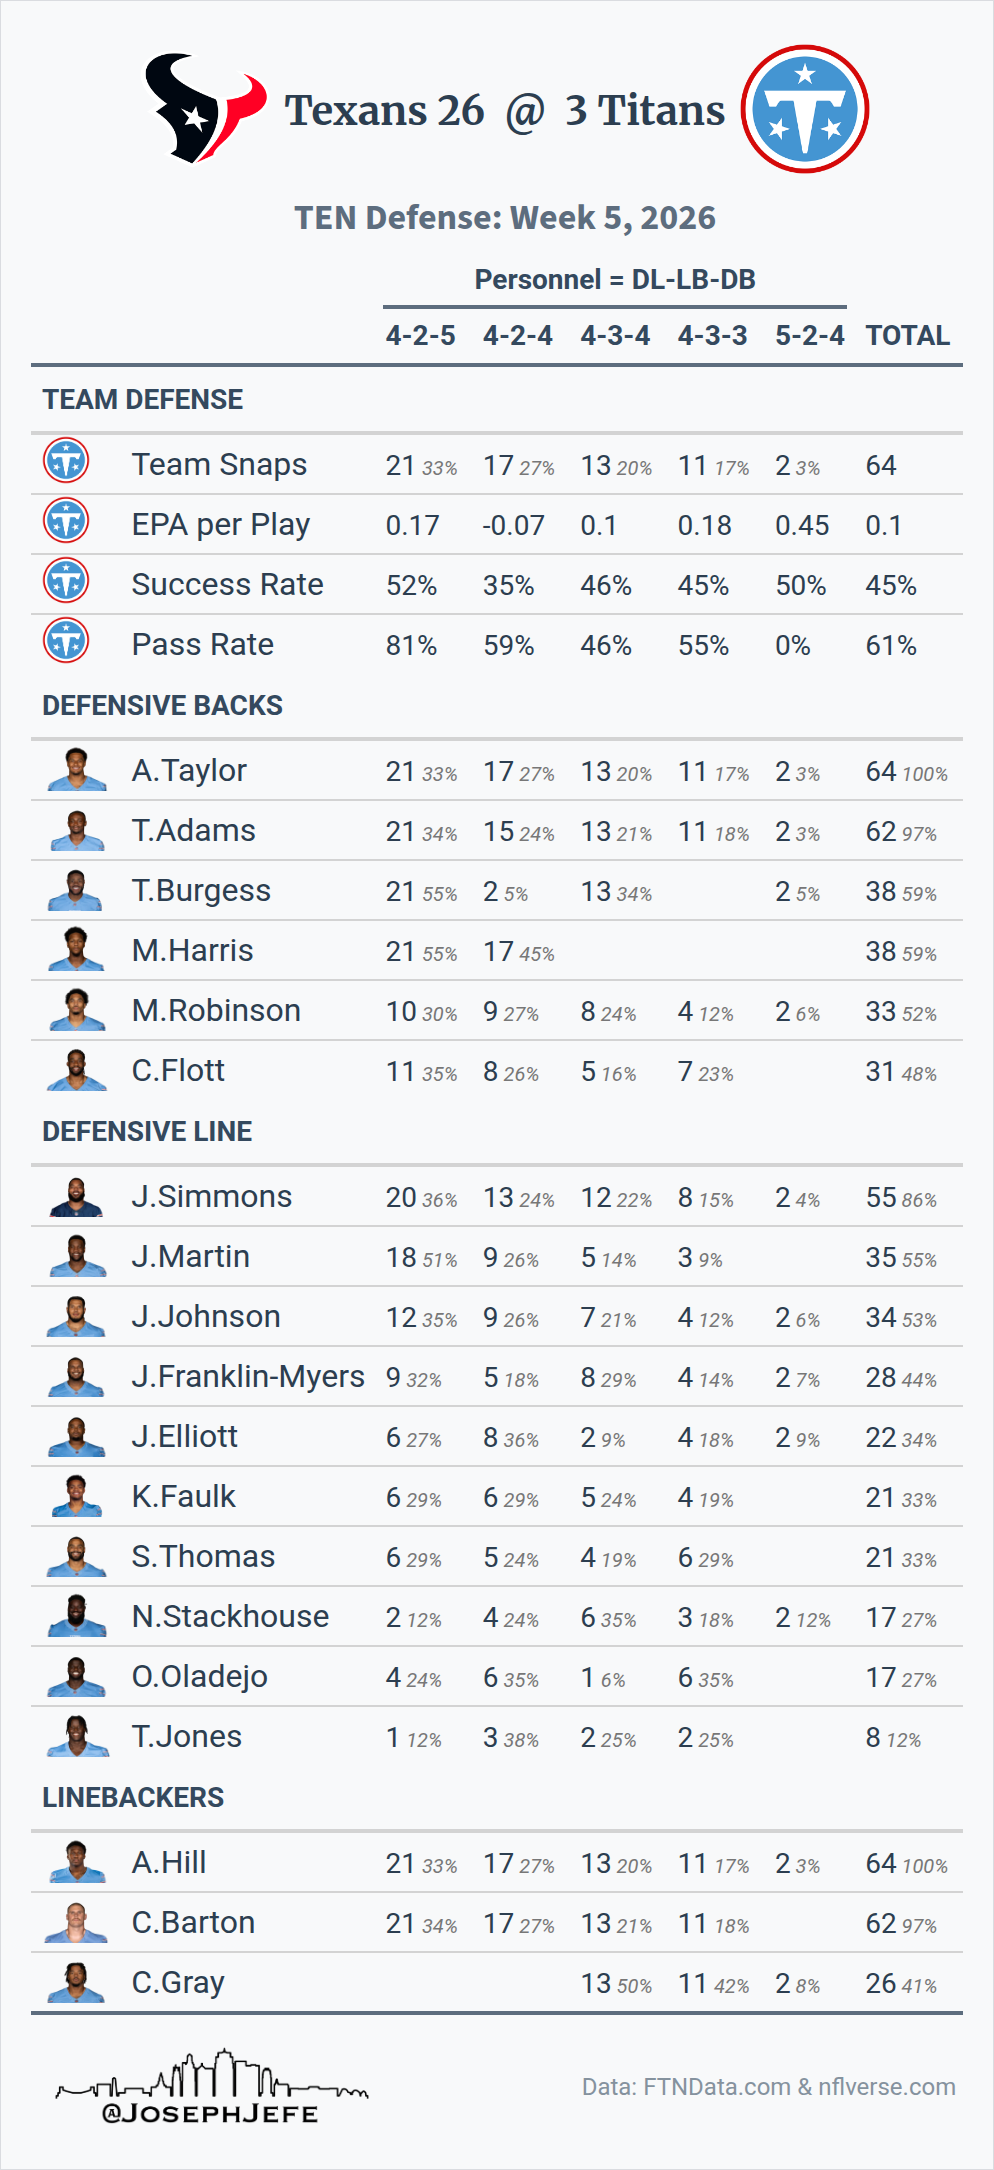 Texans 26 @ 3 Titans
TEN Defense: Week 5, 2026
Personnel = DL-LB-DB
4-2-5 4-2-4 4-3-4 4-3-3 5-2-4 TOTAL
TEAM DEFENSE
Team Snaps 21 33% 17 27% 13 20% 11 17% 2 3% 64
EPA per Play 0.17 -0.07 0.1 0.18 0.45 0.1
Success Rate 52% 35% 46% 45% 50% 45%
Pass Rate 81% 59% 46% 55% 0% 61%
DEFENSIVE BACKS
A.Taylor 21 33% 17 27% 13 20% 11 17% 2 3% 64 100%
T.Adams 21 34% 15 24% 13 21% 11 18% 2 3% 62 97%
T.Burgess 21 55% 2 5% 13 34% 2 5% 38 59%
M.Harris 21 55% 17 45% 38 59%
M.Robinson 10 30% 9 27% 8 24% 4 12% 2 6% 33 52%
C.Flott 11 35% 8 26% 5 16% 7 23% 31 48%
DEFENSIVE LINE
J.Simmons 20 36% 13 24% 12 22% 8 15% 2 4% 55 86%
J.Martin 18 51% 9 26% 5 14% 3 9% 35 55%
J.Johnson 12 35% 9 26% 7 21% 4 12% 2 6% 34 53%
J.Franklin-Myers 9 32% 5 18% 8 29% 4 14% 2 7% 28 44%
J.Elliott 6 27% 8 36% 2 9% 4 18% 2 9% 22 34%
K.Faulk 6 29% 6 29% 5 24% 4 19% 21 33%
S.Thomas 6 29% 5 24% 4 19% 6 29% 21 33%
N.Stackhouse 2 12% 4 24% 6 35% 3 18% 2 12% 17 27%
O.Oladejo 4 24% 6 35% 1 6% 6 35% 17 27%
T.Jones 1 12% 3 38% 2 25% 2 25% 8 12%
LINEBACKERS
A.Hill 21 33% 17 27% 13 20% 11 17% 2 3% 64 100%
C.Barton 21 34% 17 27% 13 21% 11 18% 62 97%
C.Gray 13 50% 11 42% 2 8% 26 41%
@JOSEPHJEFE
Data: FTNData.com & nflverse.com